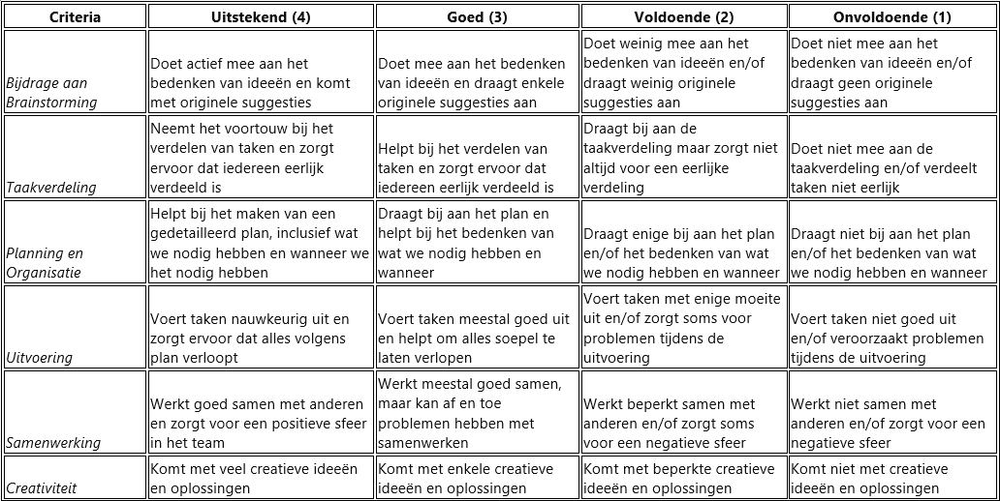 Criteria
Uitstekend (4)
Goed (3)
Voldoende (2)
Onvoldoende (1)
Bijdrage aan
Brainstorming
Doet actief mee aan het
bedenken van ideeën en komt
met originele suggesties
Doet mee aan het bedenken
van ideeën en draagt enkele
originele suggesties aan
Doet weinig mee aan het
bedenken van ideeën en/of
draagt weinig originele
suggesties aan
Doet niet mee aan het
bedenken van ideeën en/of
draagt geen originele
suggesties aan
Taakverdeling
Neemt het voortouw bij het
verdelen van taken en zorgt
ervoor dat iedereen eerlijk
verdeeld is
Helpt bij het verdelen van
taken en zorgt ervoor dat
iedereen eerlijk verdeeld is
Draagt bij aan de
taakverdeling maar zorgt niet
altijd voor een eerlijke
verdeling
Doet niet mee aan de
taakverdeling en/of verdeelt
taken niet eerlijk
Planning en
Organisatie
Helpt bij het maken van een
gedetailleerd plan, inclusief wat
we nodig hebben en wanneer we
het nodig hebben
Draagt bij aan het plan en
helpt bij het bedenken van
wat we nodig hebben en
wanneer
Draagt enige bij aan het plan
en/of het bedenken van wat
we nodig hebben en wanneer
Draagt niet bij aan het plan
en/of het bedenken van wat
we nodig hebben en wanneer
Uitvoering
Voert taken nauwkeurig uit en
zorgt ervoor dat alles volgens
plan verloopt
Voert taken meestal goed uit
en helpt om alles soepel te
laten verlopen
Voert taken met enige moeite
uit en/of zorgt soms voor
problemen tijdens de
uitvoering
Voert taken niet goed uit
en/of veroorzaakt problemen
tijdens de uitvoering
Samenwerking
Werkt goed samen met anderen
en zorgt voor een positieve sfeer
in het team
Werkt meestal goed samen,
maar kan af en toe
problemen hebben met
samenwerken
Werkt beperkt samen met
anderen en/of zorgt soms
voor een negatieve sfeer
Werkt niet samen met
anderen en/of zorgt voor een
negatieve sfeer
Creativiteit
Komt met veel creatieve ideeën
en oplossingen
Komt met enkele creatieve
ideeën en oplossingen
Komt met beperkte creatieve
ideeën en oplossingen
Komt niet met creatieve
ideeën en oplossingen